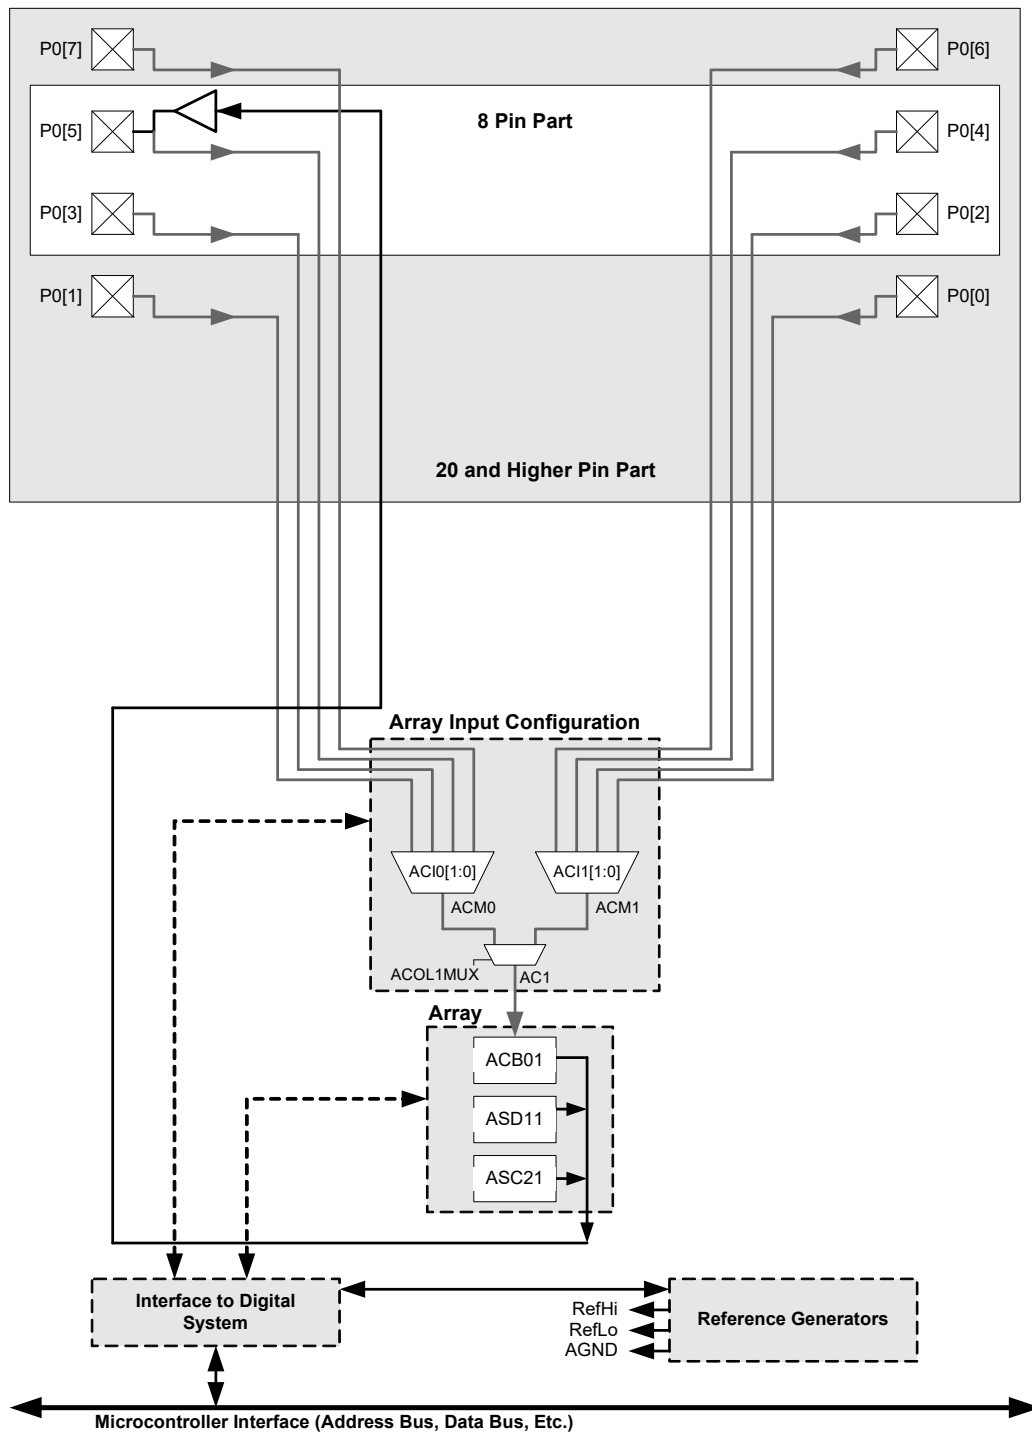 P0[7]
P0[6]
8 Pin Part
P0[5]
P0[4]
P0[3]
P0[2]
P0[1]
P0[0]
20 and Higher Pin Part
Array Input Configuration
ACI0[1:0]
ACI1[1:0]
ACM0
ACM1
ACOL1MUX
AC1
Array
ACB01
ASD11
ASC21
Interface to Digital
System
RefHi
RefLo
AGND
Reference Generators
Microcontroller Interface (Address Bus, Data Bus, Etc.)